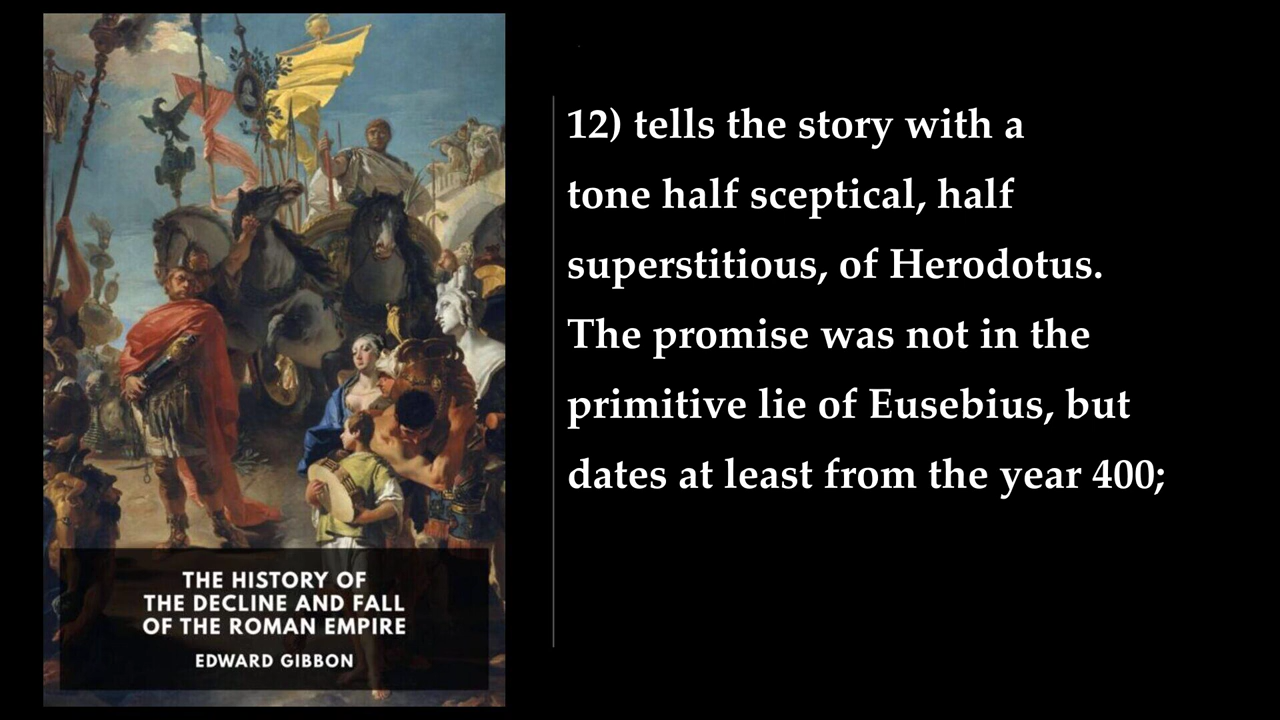 12) tells the story with a
tone half sceptical, half
superstitious, of Herodotus.
The promise was not in the
primitive lie of Eusebius, but
dates at least from the year 400;
THE HISTORY OF
THE DECLINE AND FALL
OF THE ROMAN EMPIRE
EDWARD GIBBON